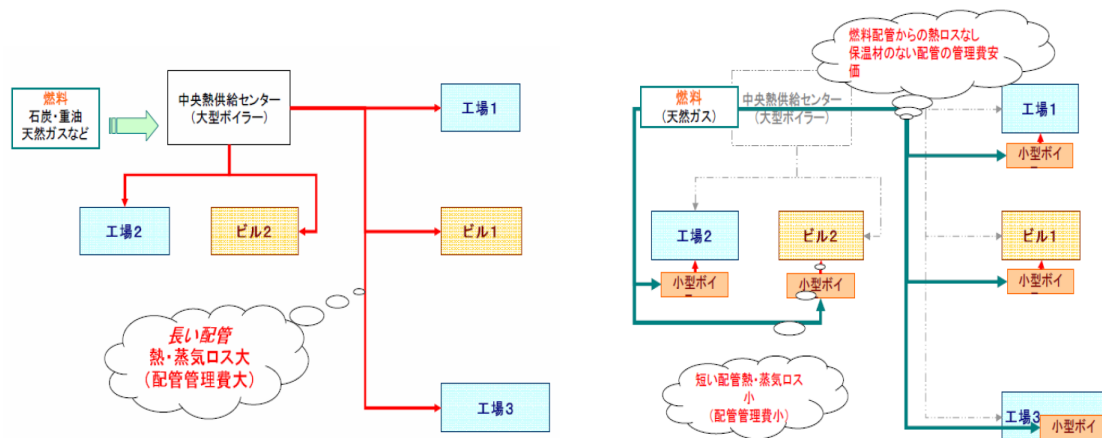 燃料
石炭・重油
天然ガスなど
中央熱供給センター
(大型ボイラー)
工場1
工場2
ビル2
ビル1
長い配管
熱・蒸気ロス大
(配管管理費大)
工場3
燃料配管からの熱ロスなし
保温材のない配管の管理費安
価
燃料
(天然ガス)
中央熱供給センター
(大型ボイラー)
工場1
小型ボイ
工場2
ビル2
ビル1
小型ボイ
小型ボイ
小型ボイ
短い配管熱・蒸気ロス
小
(配管管理費小)
工場3
小型ボイ